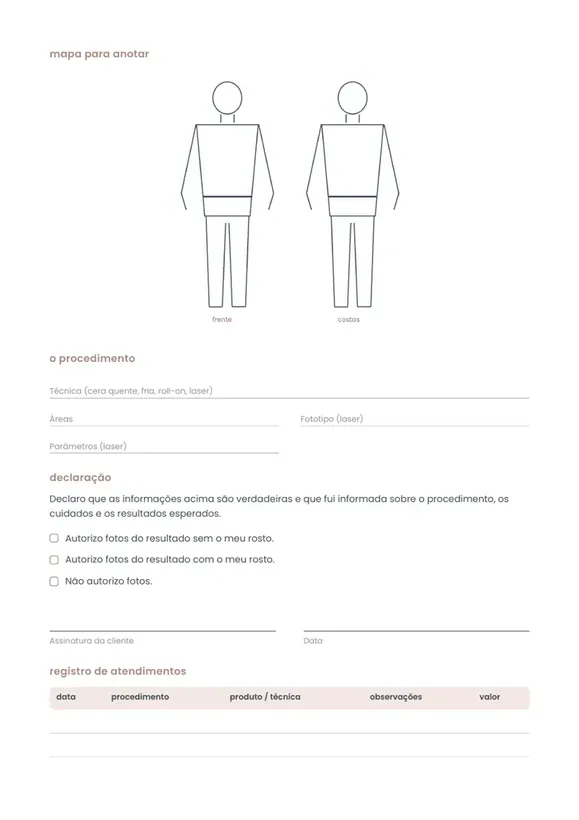 mapa para anotar
frente
costas
o procedimento
Técnica (cera quente, fria, roll-on, laser)
Áreas
Fototipo (laser)
Parâmetros (laser)
declaração
Declaro que as informações acima são verdadeiras e que fui informada sobre o procedimento, os
cuidados e os resultados esperados.
Autorizo fotos do resultado sem o meu rosto.
Autorizo fotos do resultado com o meu rosto.
Não autorizo fotos.
Assinatura da cliente
Data
registro de atendimentos
data procedimento produto / técnica observações valor